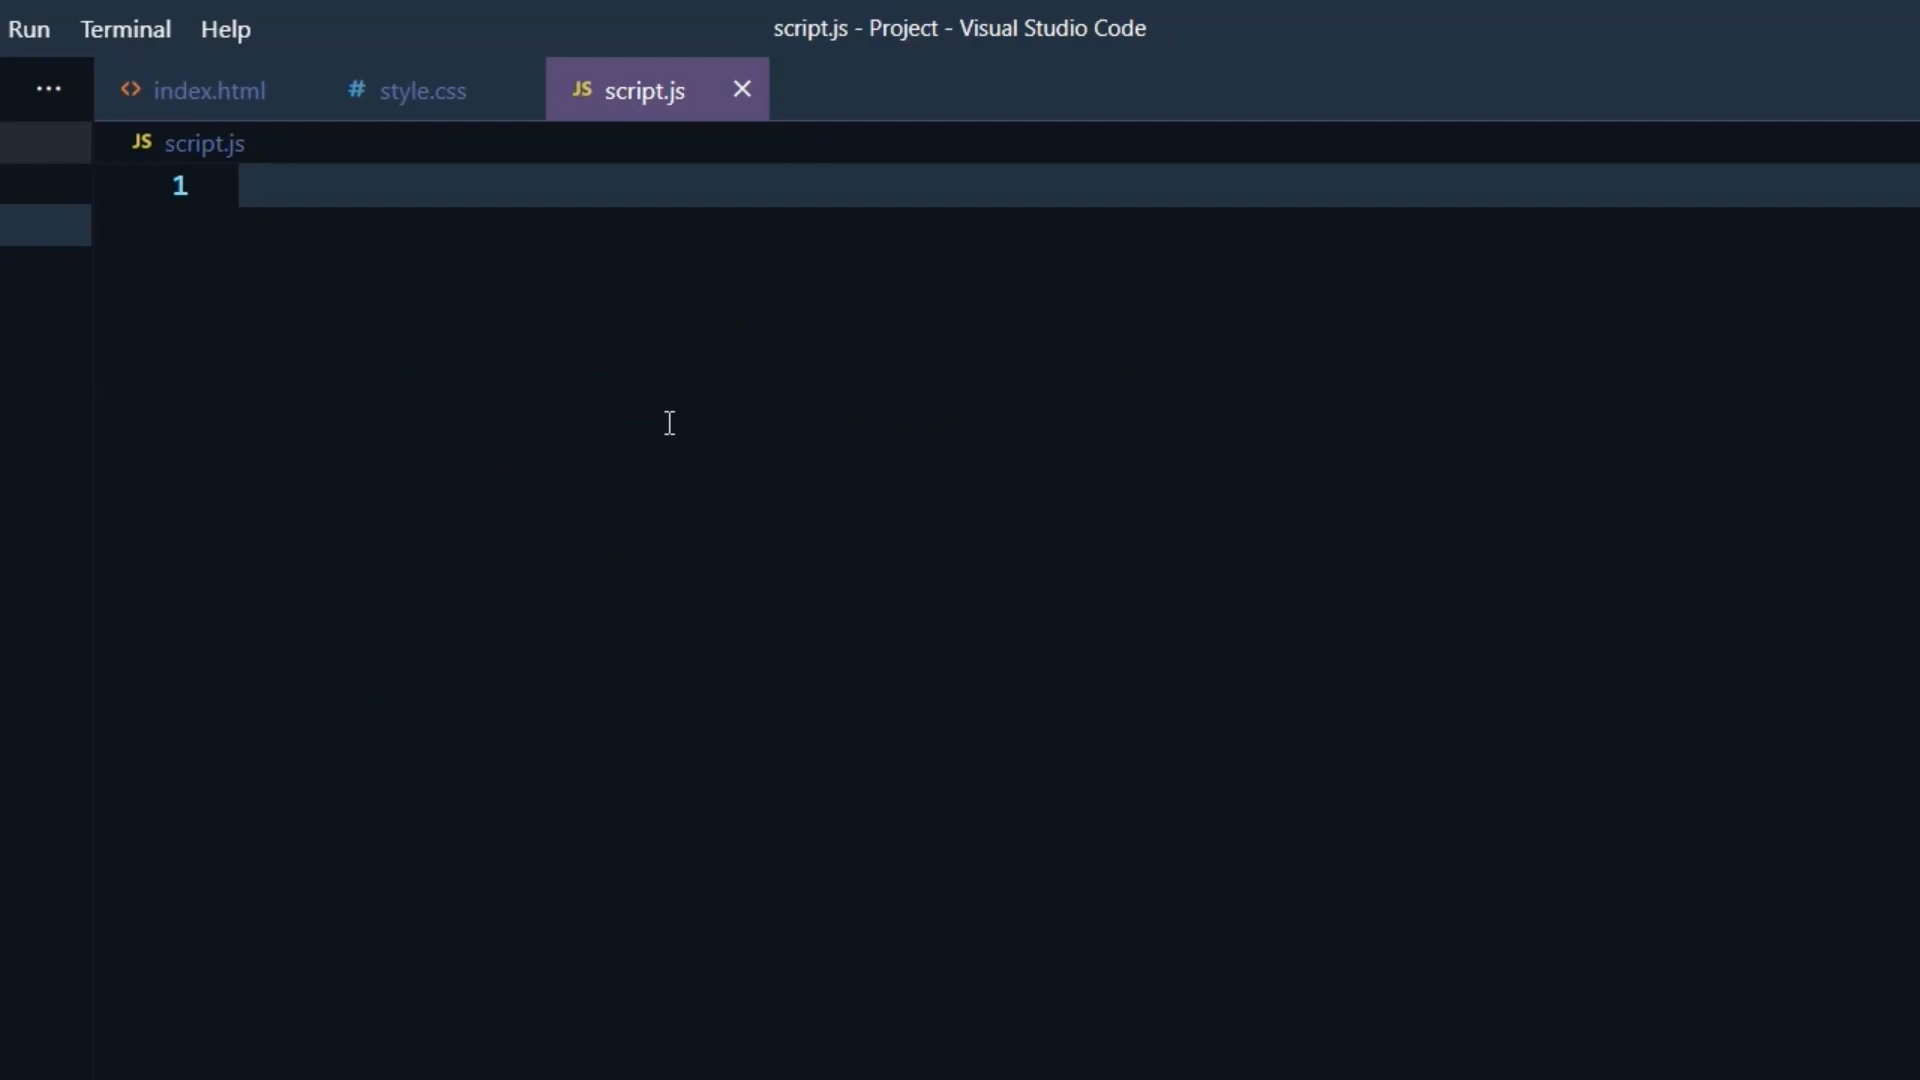 Run Terminal Help script.js - Project - Visual Studio Code
··· <> index.html # style.css JS script.js ✕
JS script.js
1